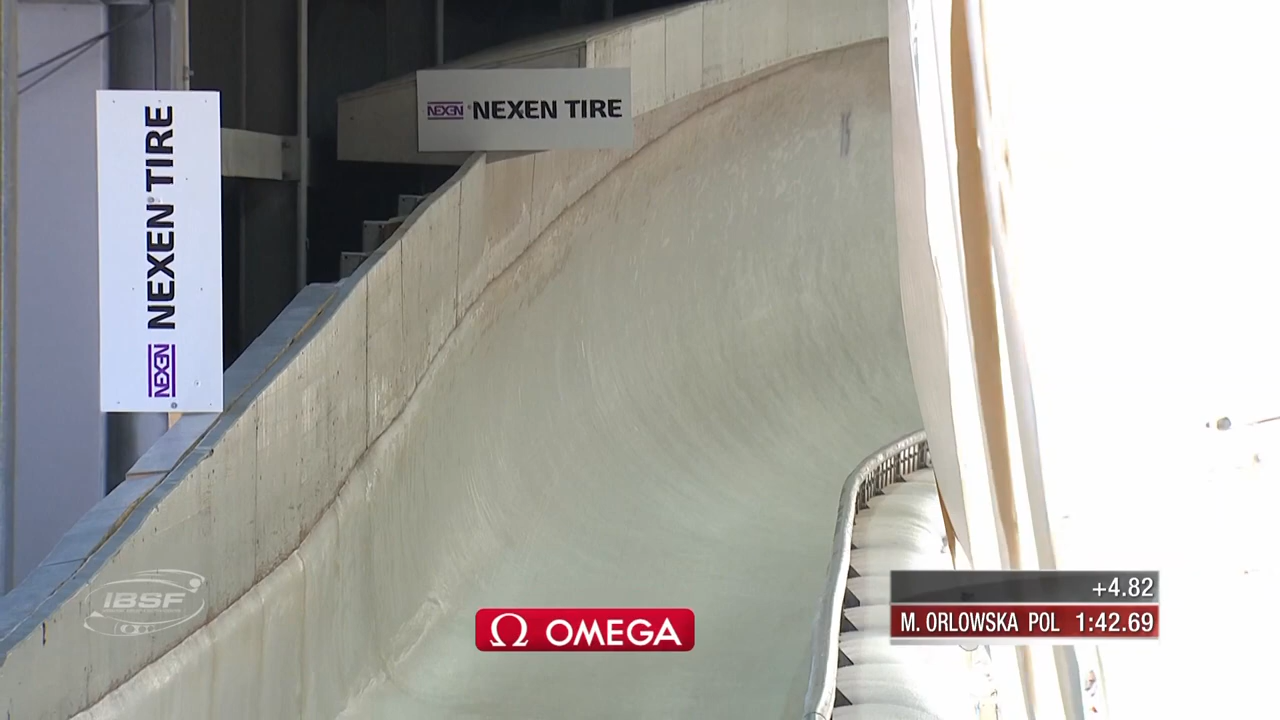 NEXEN NEXEN TIRE
NEXEN NEXEN TIRE
IBSF
Ω OMEGA
+4.82
M. ORLOWSKA POL 1:42.69